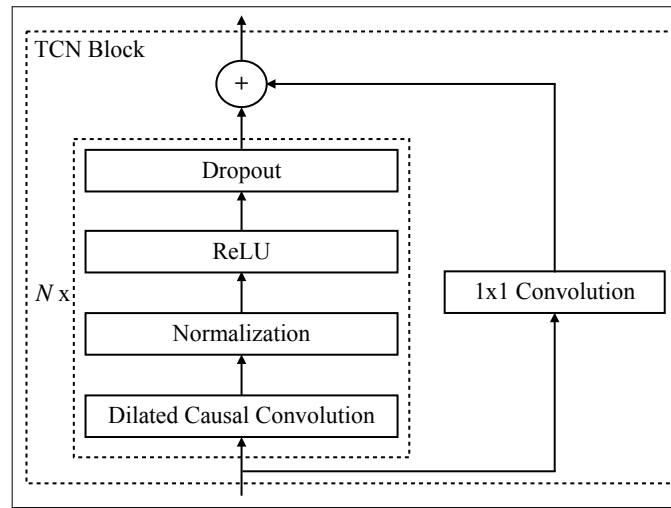 TCN Block
+
Dropout
ReLU
N x
1x1 Convolution
Normalization
Dilated Causal Convolution